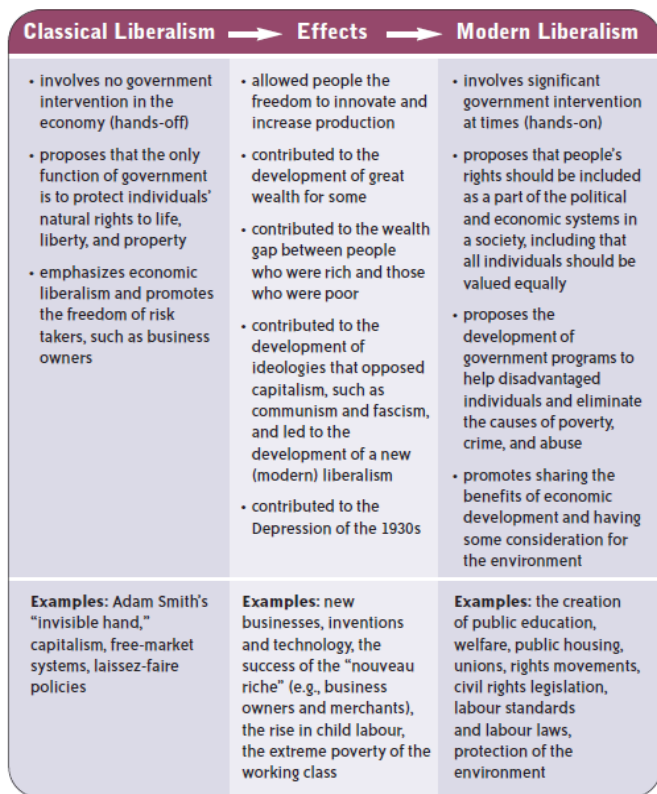 Classical Liberalism
Effects
Modern Liberalism
• involves no government
intervention in the
economy (hands-off)
• proposes that the only
function of government
is to protect individuals'
natural rights to life,
liberty, and property
• emphasizes economic
liberalism and promotes
the freedom of risk
takers, such as business
owners
• allowed people the
freedom to innovate and
increase production
• contributed to the
development of great
wealth for some
• contributed to the wealth
gap between people
who were rich and those
who were poor
• contributed to the
development of
ideologies that opposed
capitalism, such as
communism and fascism,
and led to the
development of a new
(modern) liberalism
• contributed to the
Depression of the 1930s
• involves significant
government intervention
at times (hands-on)
• proposes that people's
rights should be included
as a part of the political
and economic systems in
a society, including that
all individuals should be
valued equally
• proposes the
development of
government programs to
help disadvantaged
individuals and eliminate
the causes of poverty,
crime, and abuse
• promotes sharing the
benefits of economic
development and having
some consideration for
the environment
Examples: Adam Smith's
"invisible hand,"
capitalism, free-market
systems, laissez-faire
policies
Examples: new
businesses, inventions
and technology, the
success of the "nouveau
riche" (e.g., business
owners and merchants),
the rise in child labour,
the extreme poverty of the
working class
Examples: the creation
of public education,
welfare, public housing,
unions, rights movements,
civil rights legislation,
labour standards
and labour laws,
protection of the
environment